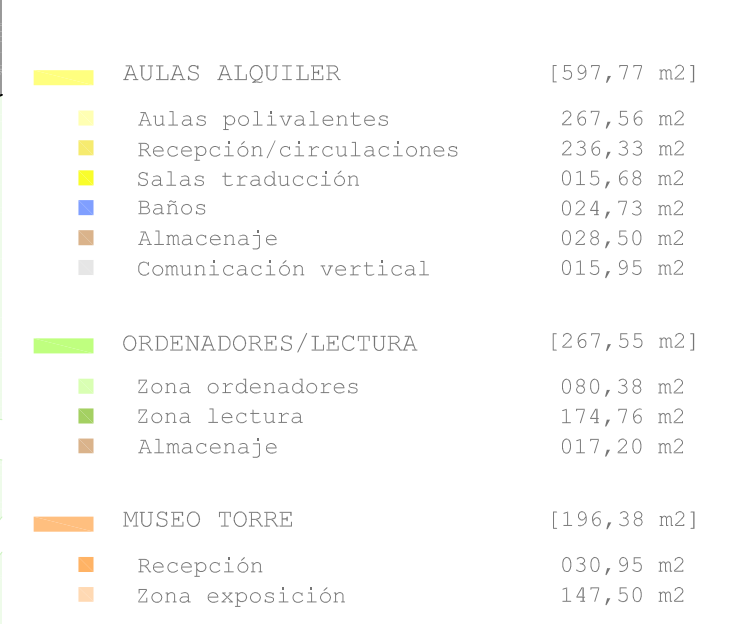 AULAS ALQUILER [597,77 m2]
Aulas polivalentes 267,56 m2
Recepción/circulaciones 236,33 m2
Salas traducción 015,68 m2
Baños 024,73 m2
Almacenaje 028,50 m2
Comunicación vertical 015,95 m2
ORDENADORES/LECTURA [267,55 m2]
Zona ordenadores 080,38 m2
Zona lectura 174,76 m2
Almacenaje 017,20 m2
MUSEO TORRE [196,38 m2]
Recepción 030,95 m2
Zona exposición 147,50 m2